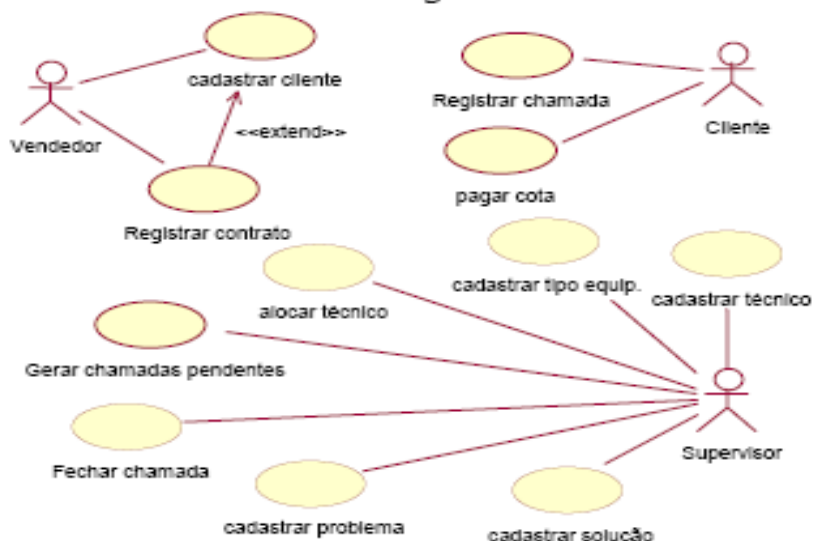 cadastrar cliente
<<extend>>
Vendedor
Registrar contrato
Registrar chamada
Cliente
pagar cota
alocar técnico
cadastrar tipo equip.
cadastrar técnico
Gerar chamadas pendentes
Fechar chamada
Supervisor
cadastrar problema
cadastrar solução